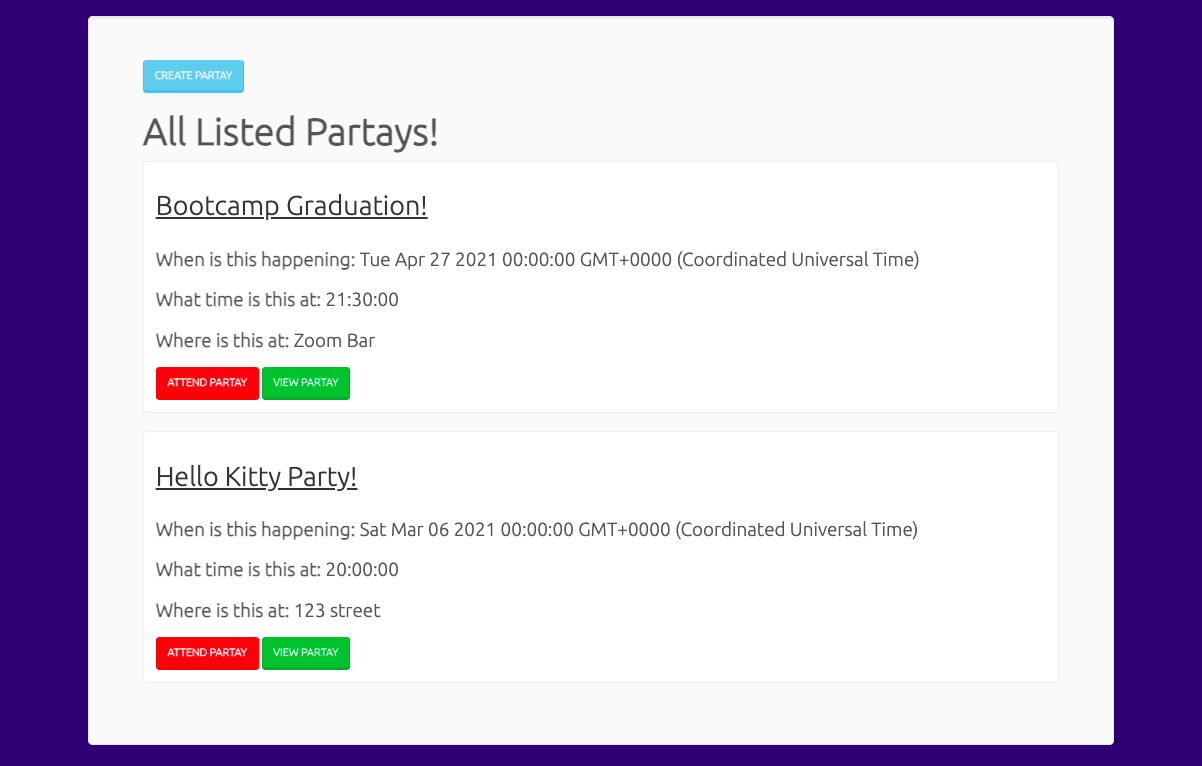 CREATE PARTAY
All Listed Partays!
Bootcamp Graduation!
When is this happening: Tue Apr 27 2021 00:00:00 GMT+0000 (Coordinated Universal Time)
What time is this at: 21:30:00
Where is this at: Zoom Bar
ATTEND PARTAY VIEW PARTAY
Hello Kitty Party!
When is this happening: Sat Mar 06 2021 00:00:00 GMT+0000 (Coordinated Universal Time)
What time is this at: 20:00:00
Where is this at: 123 street
ATTEND PARTAY VIEW PARTAY